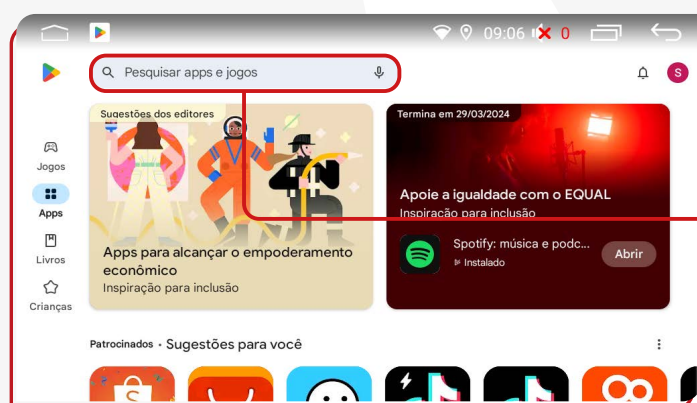 09:06 0
Pesquisar apps e jogos
S
Jogos
Apps
Livros
Crianças
Sugestões dos editores
Apps para alcançar o empoderamento
econômico
Inspiração para inclusão
Termina em 29/03/2024
Apoie a igualdade com o EQUAL
Inspiração para inclusão
Spotify: música e podc...
Instalado
Abrir
Patrocinados · Sugestões para você
S